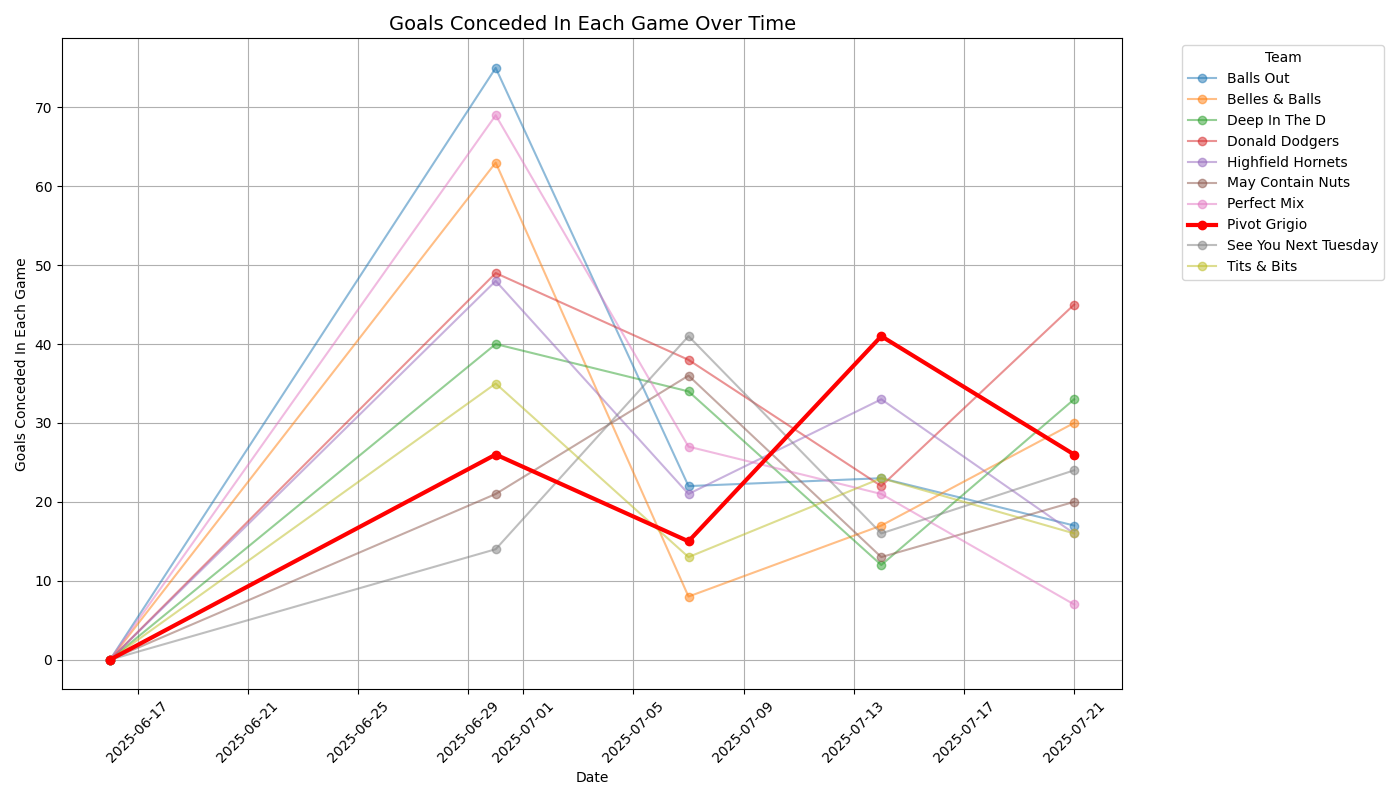 Goals Conceded In Each Game Over Time
Goals Conceded In Each Game
70
60
50
40
30
20
10
0
2025-06-17
2025-06-21
2025-06-25
2025-06-29
2025-07-01
2025-07-05
2025-07-09
2025-07-13
2025-07-17
2025-07-21
Date
Team
Balls Out
Belles & Balls
Deep In The D
Donald Dodgers
Highfield Hornets
May Contain Nuts
Perfect Mix
Pivot Grigio
See You Next Tuesday
Tits & Bits